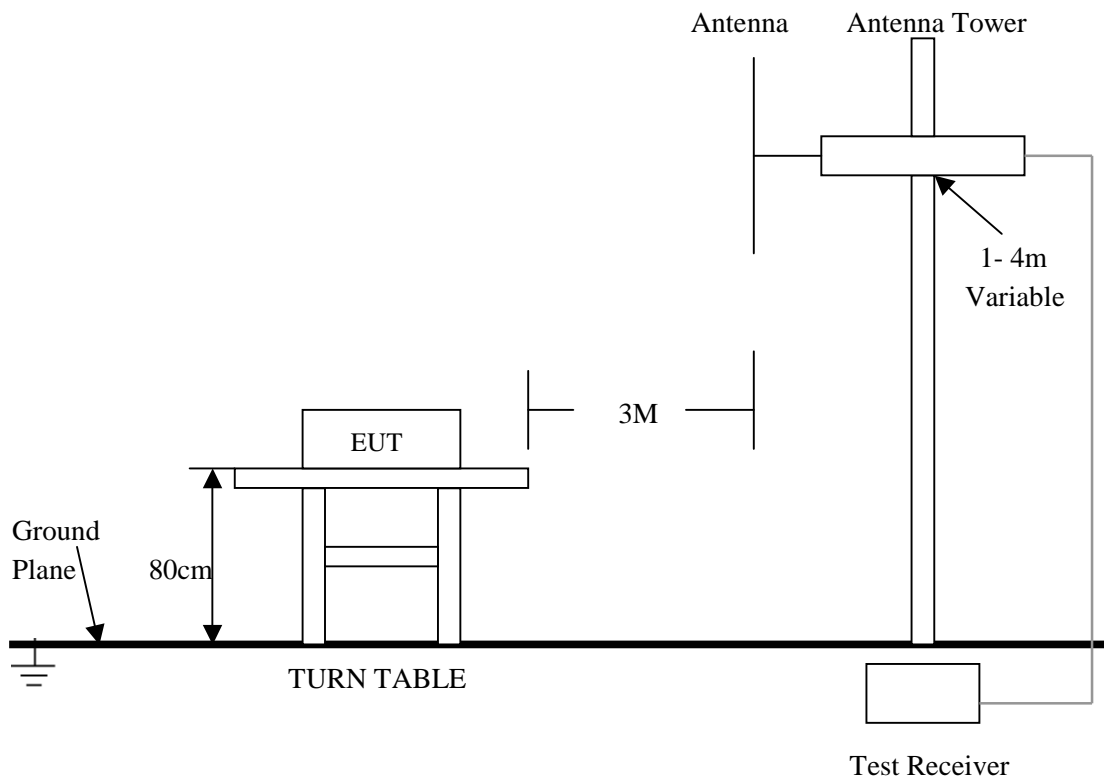 Antenna
Antenna Tower
1- 4m
Variable
3M
EUT
Ground
Plane
80cm
TURN TABLE
Test Receiver